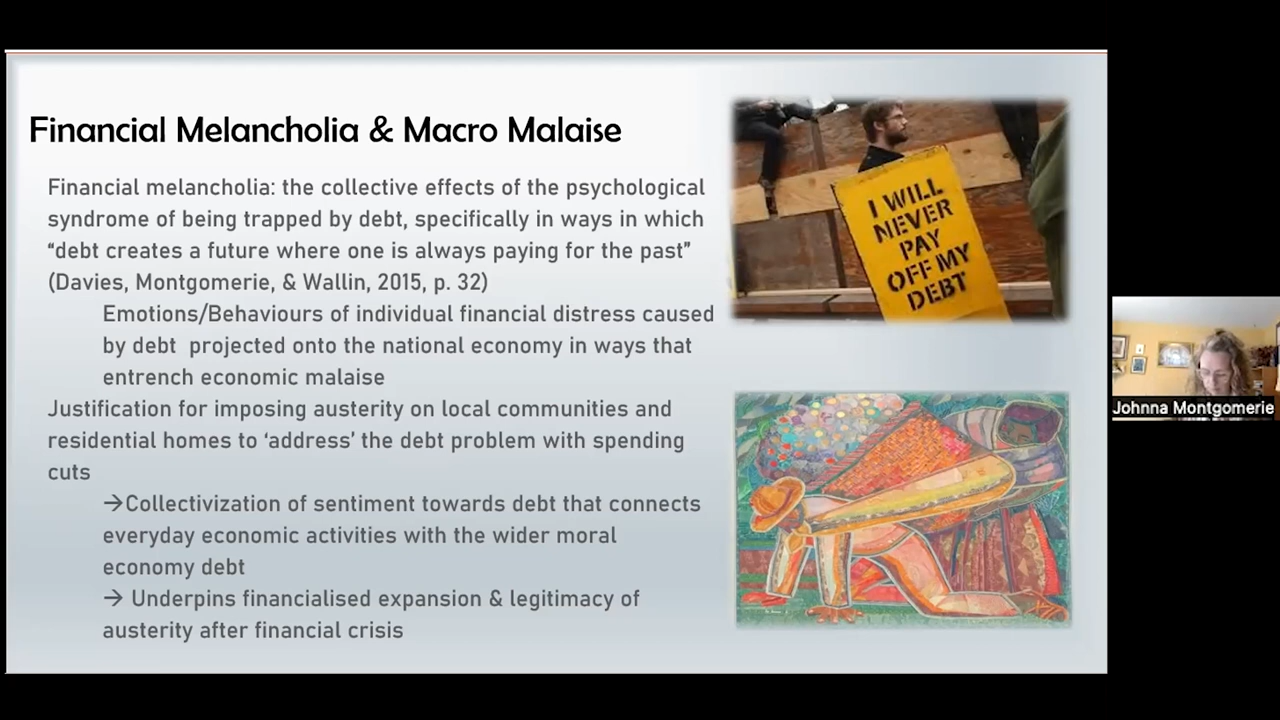 Financial Melancholia & Macro Malaise
Financial melancholia: the collective effects of the psychological
syndrome of being trapped by debt, specifically in ways in which
“debt creates a future where one is always paying for the past”
(Davies, Montgomerie, & Wallin, 2015, p. 32)
Emotions/Behaviours of individual financial distress caused
by debt  projected onto the national economy in ways that
entrench economic malaise
Justification for imposing austerity on local communities and
residential homes to ‘address’ the debt problem with spending
cuts
→Collectivization of sentiment towards debt that connects
everyday economic activities with the wider moral
economy debt
→ Underpins financialised expansion & legitimacy of
austerity after financial crisis
I WILL
NEVER
PAY
OFF MY
DEBT
Johnna Montgomerie